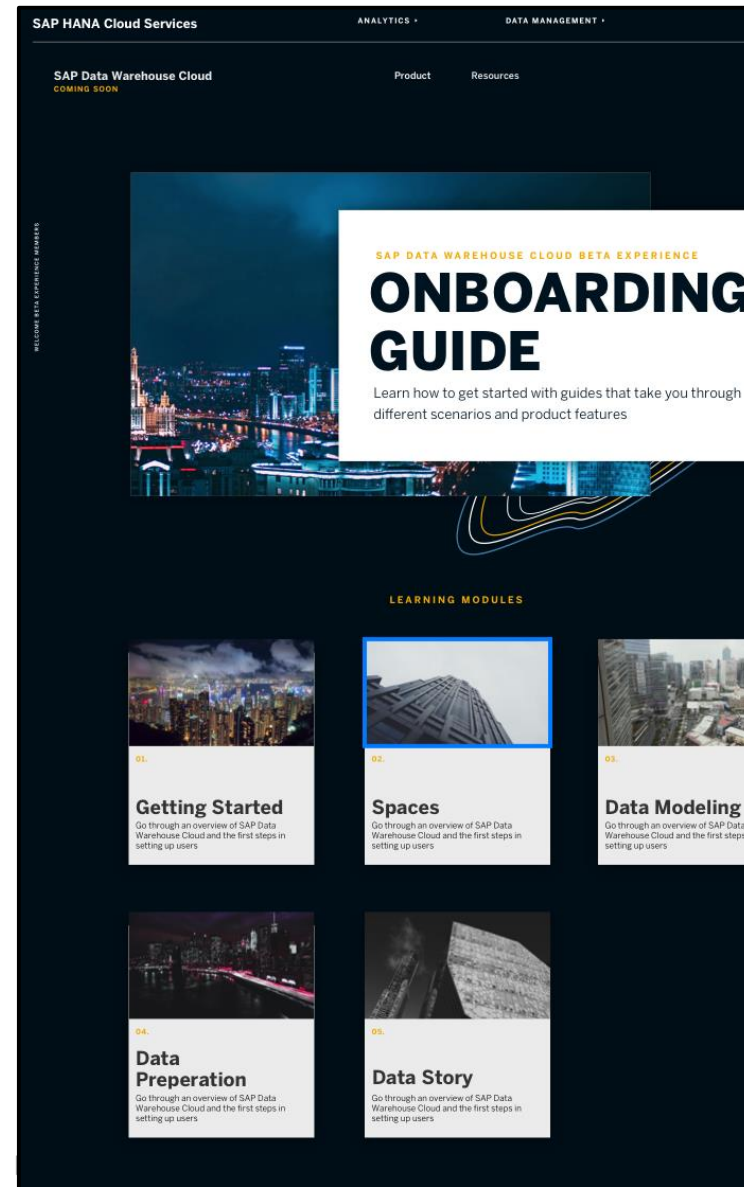 SAP HANA Cloud Services
ANALYTICS
DATA MANAGEMENT
SAP Data Warehouse Cloud
COMING SOON
Product
Resources
WELCOME BETA EXPERIENCE MEMBERS
SAP DATA WAREHOUSE CLOUD BETA EXPERIENCE
ONBOARDING
GUIDE
Learn how to get started with guides that take you through
different scenarios and product features
LEARNING MODULES
01.
Getting Started
Go through an overview of SAP Data
Warehouse Cloud and the first steps in
setting up users
02.
Spaces
Go through an overview of SAP Data
Warehouse Cloud and the first steps in
setting up users
03.
Data Modeling
Go through an overview of SAP Data
Warehouse Cloud and the first steps
setting up users
04.
Data
Preperation
Go through an overview of SAP Data
Warehouse Cloud and the first steps in
setting up users
05.
Data Story
Go through an overview of SAP Data
Warehouse Cloud and the first steps in
setting up users